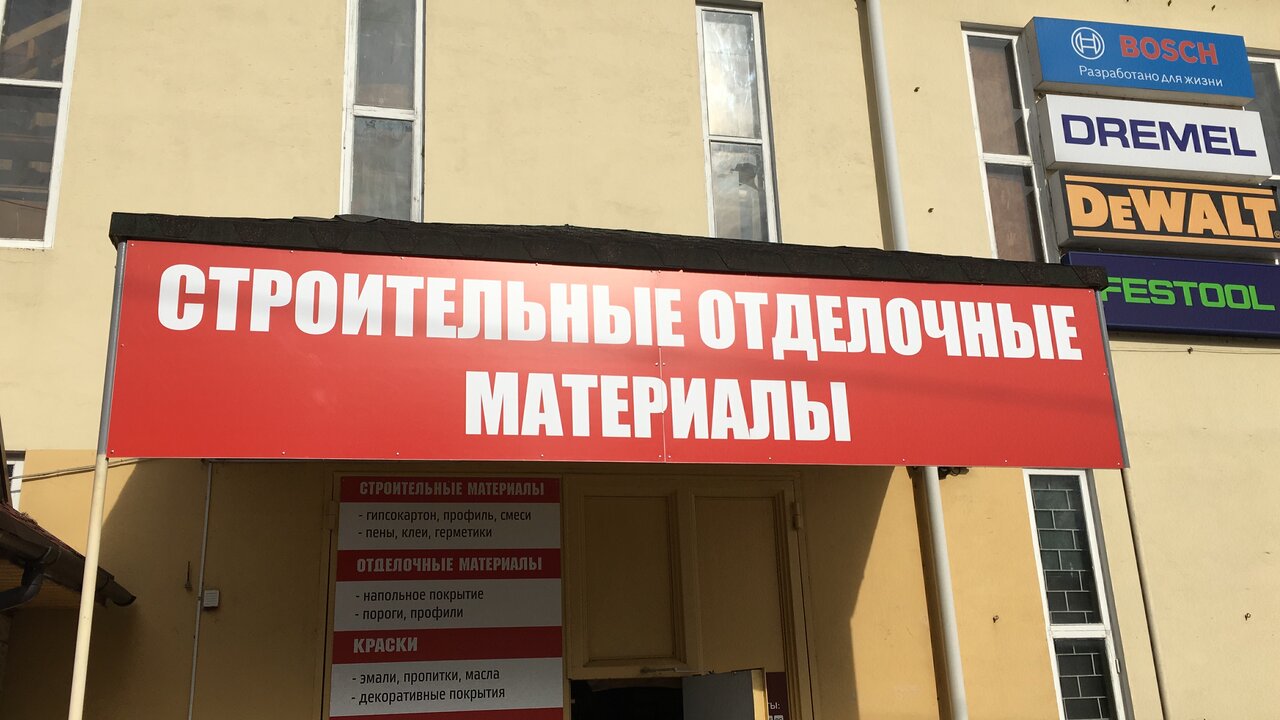 BOSCH
Разработано для жизни
DREMEL
DEWALT
FESTOOL
СТРОИТЕЛЬНЫЕ ОТДЕЛОЧНЫЕ
МАТЕРИАЛЫ
СТРОИТЕЛЬНЫЕ МАТЕРИАЛЫ
- гипсокартон, профиль, смеси
- пены, клеи, герметики
ОТДЕЛОЧНЫЕ МАТЕРИАЛЫ
- напольное покрытие
- пороги, профили
КРАСКИ
- эмали, пропитки, масла
- декоративные покрытия